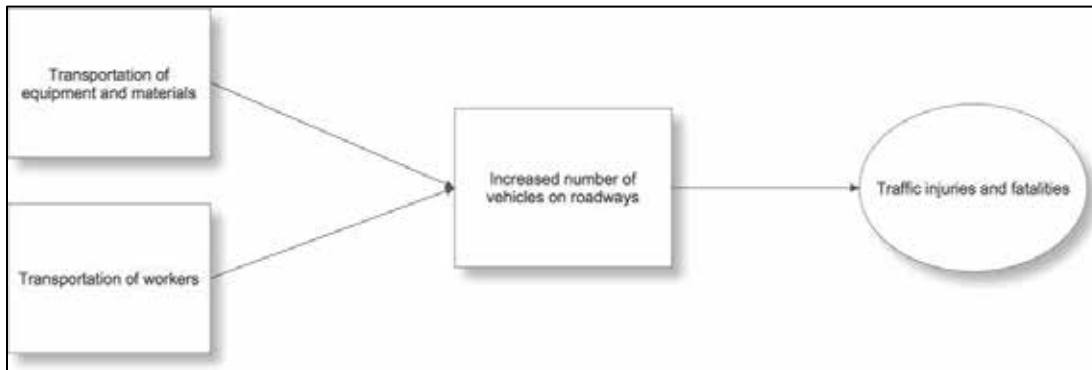 Transportation of
equipment and materials
Transportation of workers
Increased number of
vehicles on roadways
Traffic injuries and fatalities